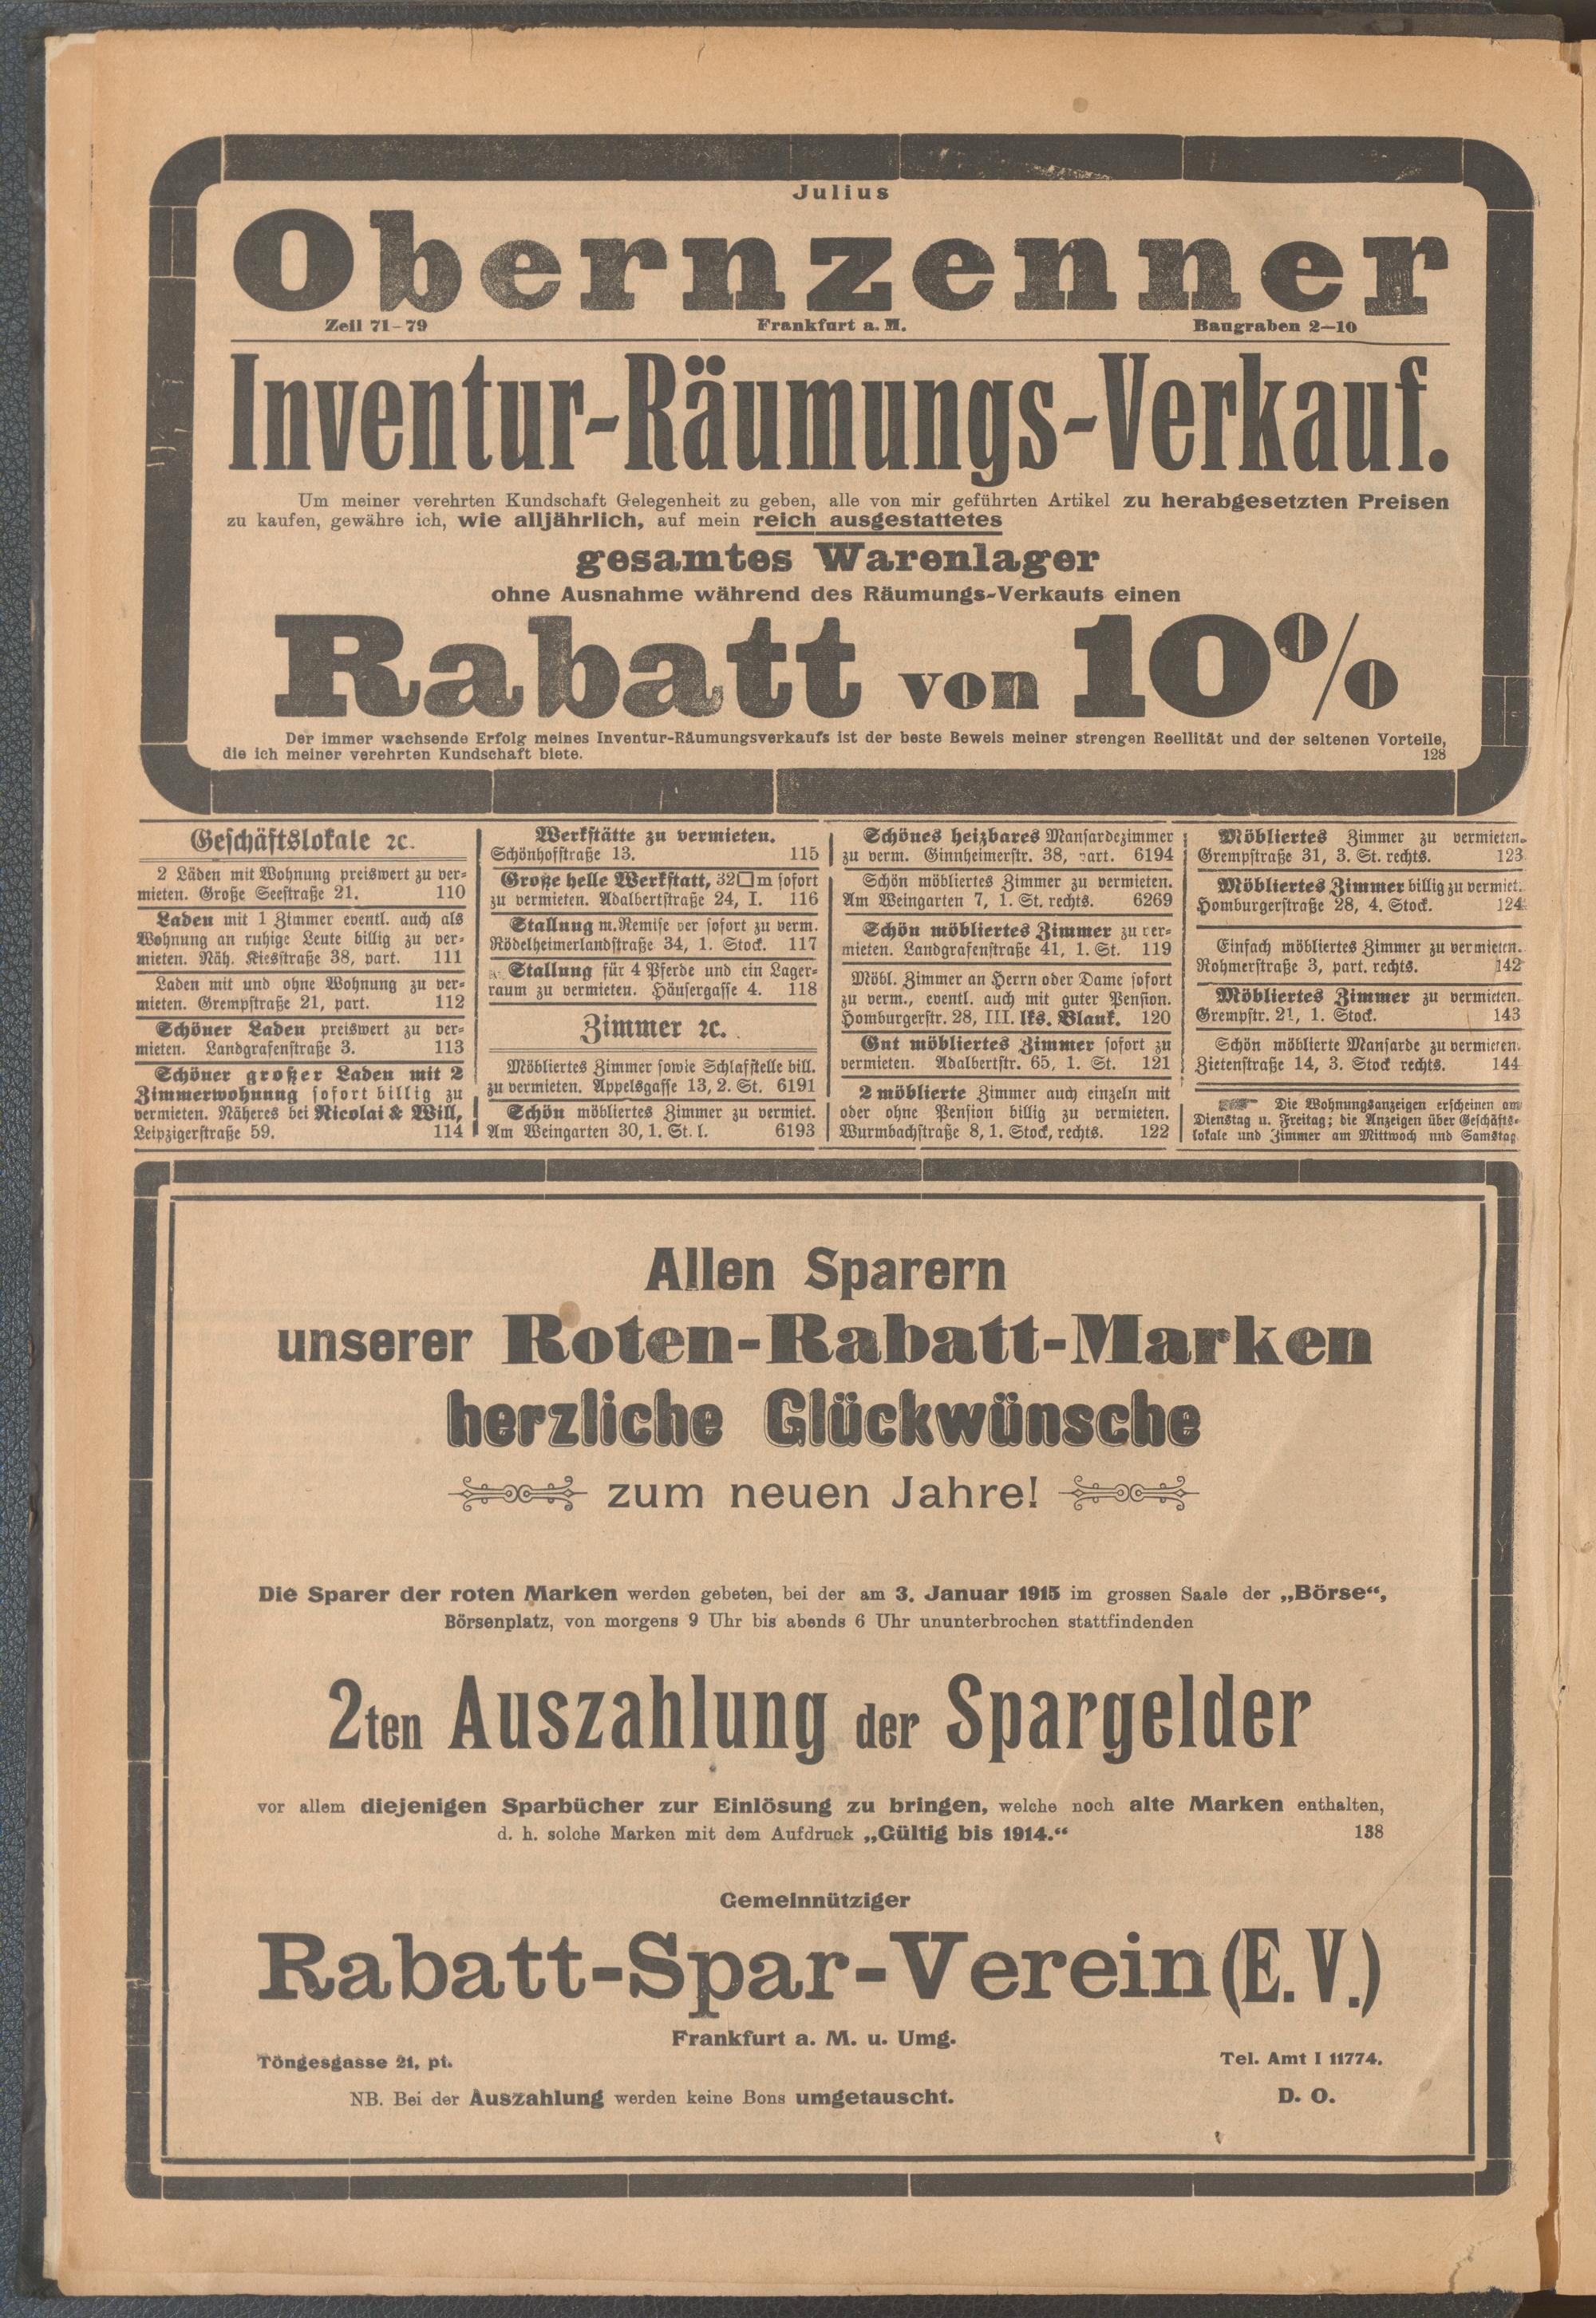 Julius
Obernzenner
Zeil 71-79 Frankfurt a. M. Baugraben 2-10
Inventur-Räumungs-Verkauf.
Um meiner verehrten Kundschaft Gelegenheit zu geben, alle von mir geführten Artikel zu herabgesetzten Preisen
zu kaufen, gewähre ich, wie alljährlich, auf mein reich ausgestattetes
gesamtes Warenlager
ohne Ausnahme während des Räumungs-Verkaufs einen
Rabatt von 10%
Der immer wachsende Erfolg meines Inventur-Räumungsverkaufs ist der beste Beweis meiner strengen Reellität und der seltenen Vorteile,
die ich meiner verehrten Kundschaft biete. 128
Geschäftslokale ꝛc.
2 Läden mit Wohnung preiswert zu ver-
mieten. Große Seestraße 21. 110
Laden mit 1 Zimmer eventl. auch als
Wohnung an ruhige Leute billig zu ver-
mieten. Näh. Kiesstraße 38, part. 111
Laden mit und ohne Wohnung zu ver-
mieten. Grempstraße 21, part. 112
Schöner Laden preiswert zu ver-
mieten. Landgrafenstraße 3. 113
Schöner großer Laden mit 2
Zimmerwohnung sofort billig zu
vermieten. Näheres bei Nicolai & Will,
Leipzigerstraße 59. 114
Werkstätte zu vermieten.
Schönhofstraße 13. 115
Große helle Werkstatt, 32□m sofort
zu vermieten. Adalbertstraße 24, I. 116
Stallung m. Remise per sofort zu verm.
Rödelheimerlandstraße 34, 1. Stock. 117
Stallung für 4 Pferde und ein Lager-
raum zu vermieten. Häusergasse 4. 118
Zimmer ꝛc.
Möbliertes Zimmer sowie Schlafstelle bill.
zu vermieten. Appelsgasse 13, 2. St. 6191
Schön möbliertes Zimmer zu vermiet.
Am Weingarten 30, 1. St. l. 6193
Schönes heizbares Mansardezimmer
zu verm. Ginnheimerstr. 38, part. 6194
Schön möbliertes Zimmer zu vermieten.
Am Weingarten 7, 1. St. rechts. 6269
Schön möbliertes Zimmer zu ver-
mieten. Landgrafenstraße 41, 1. St. 119
Möbl. Zimmer an Herrn oder Dame sofort
zu verm., eventl. auch mit guter Pension.
Homburgerstr. 28, III. lks. Blank. 120
Gut möbliertes Zimmer sofort zu
vermieten. Adalbertstr. 65, 1. St. 121
2 möblierte Zimmer auch einzeln mit
oder ohne Pension billig zu vermieten.
Wurmbachstraße 8, 1. Stock, rechts. 122
Möbliertes Zimmer zu vermieten.
Grempstraße 31, 3. St. rechts. 123
Möbliertes Zimmer billig zu vermiet.
Homburgerstraße 28, 4. Stock. 124
Einfach möbliertes Zimmer zu vermieten.
Rohmerstraße 3, part. rechts. 142
Möbliertes Zimmer zu vermieten.
Grempstr. 21, 1. Stock. 143
Schön möblierte Mansarde zu vermieten.
Zietenstraße 14, 3. Stock rechts. 144
Die Wohnungsanzeigen erscheinen am
Dienstag u. Freitag; die Anzeigen über Geschäfts-
lokale und Zimmer am Mittwoch nnd Samstag
Allen Sparern
unserer Roten-Rabatt-Marken
herzliche Glückwünsche
zum neuen Jahre!
Die Sparer der roten Marken werden gebeten, bei der am 3. Januar 1915 im grossen Saale der „Börse“,
Börsenplatz, von morgens 9 Uhr bis abends 6 Uhr ununterbrochen stattfindenden
2ten Auszahlung der Spargelder
vor allem diejenigen Sparbücher zur Einlösung zu bringen, welche noch alte Marken enthalten,
d. h. solche Marken mit dem Aufdruck „Gültig bis 1914.“ 138
Gemeinnütziger
Rabatt-Spar-Verein (E. V.)
Frankfurt a. M. u. Umg.
Töngesgasse 21, pt. Tel. Amt I 11774.
NB. Bei der Auszahlung werden keine Bons umgetauscht. D. O.